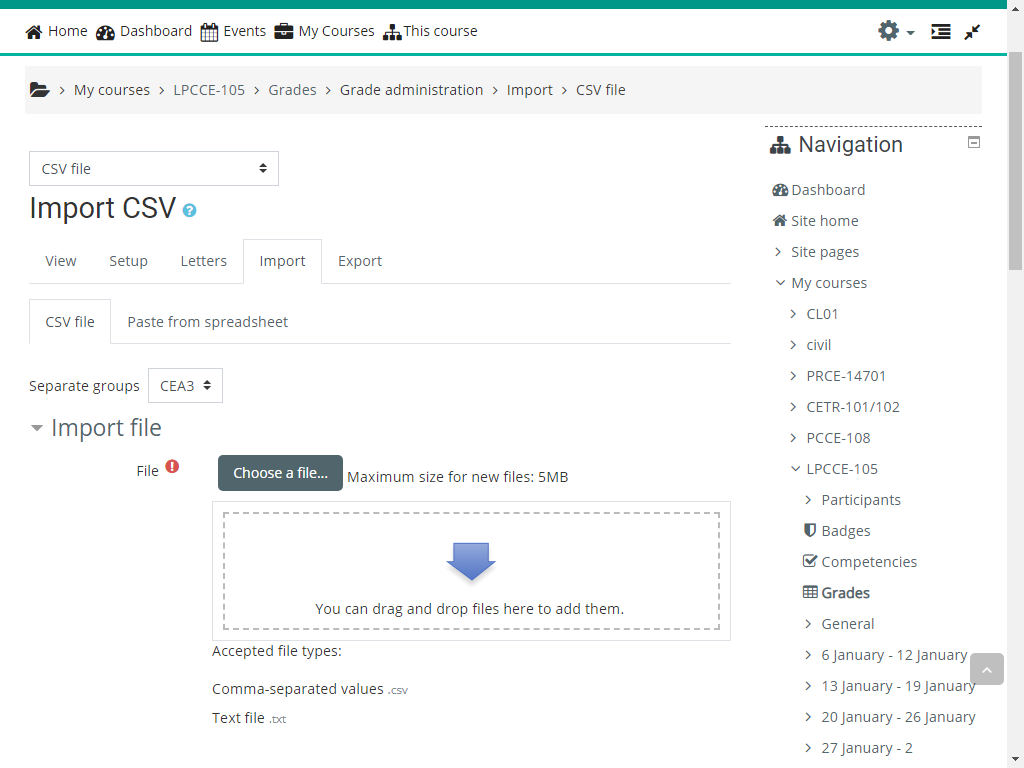 Home Dashboard Events My Courses This course
My courses LPCCE-105 Grades Grade administration Import CSV file
CSV file
Import CSV
View Setup Letters Import Export
CSV file Paste from spreadsheet
Separate groups CEA3
Import file
File Choose a file... Maximum size for new files: 5MB
You can drag and drop files here to add them.
Accepted file types:
Comma-separated values .csv
Text file .txt
Navigation
Dashboard
Site home
Site pages
My courses
CL01
civil
PRCE-14701
CETR-101/102
PCCE-108
LPCCE-105
Participants
Badges
Competencies
Grades
General
6 January - 12 January
13 January - 19 January
20 January - 26 January
27 January - 2